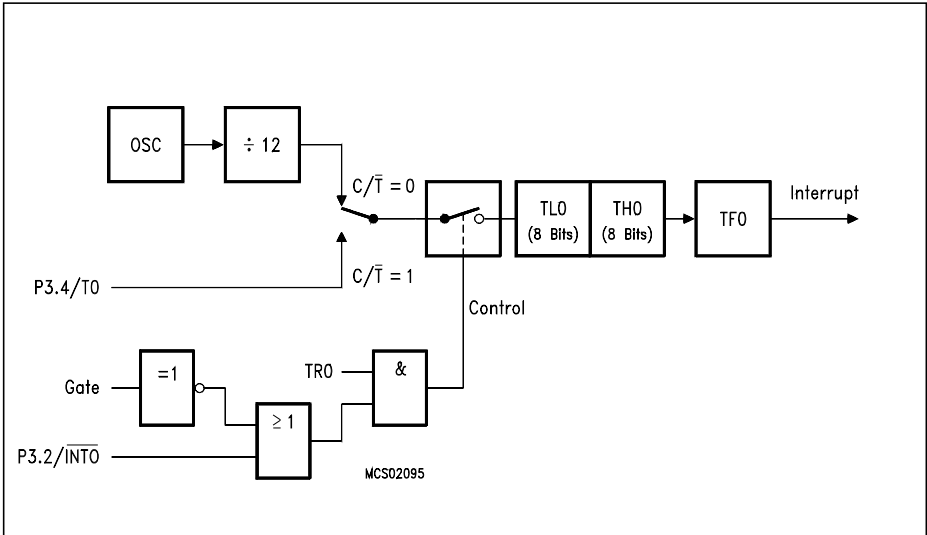 OSC
÷ 12
C/T̅ = 0
C/T̅ = 1
P3.4/T0
TL0
(8 Bits)
TH0
(8 Bits)
TF0
Interrupt
Control
Gate
=1
TR0
&
≥ 1
P3.2/I̅N̅T̅0̅
MCS02095